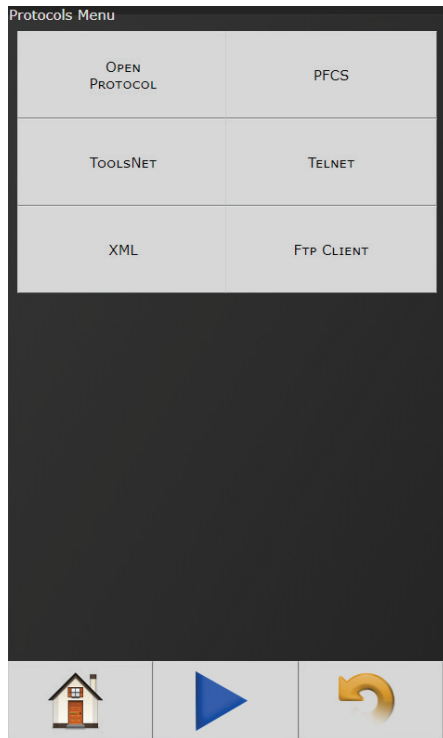 Protocols Menu
Open
Protocol
PFCS
ToolsNet
Telnet
XML
Ftp Client